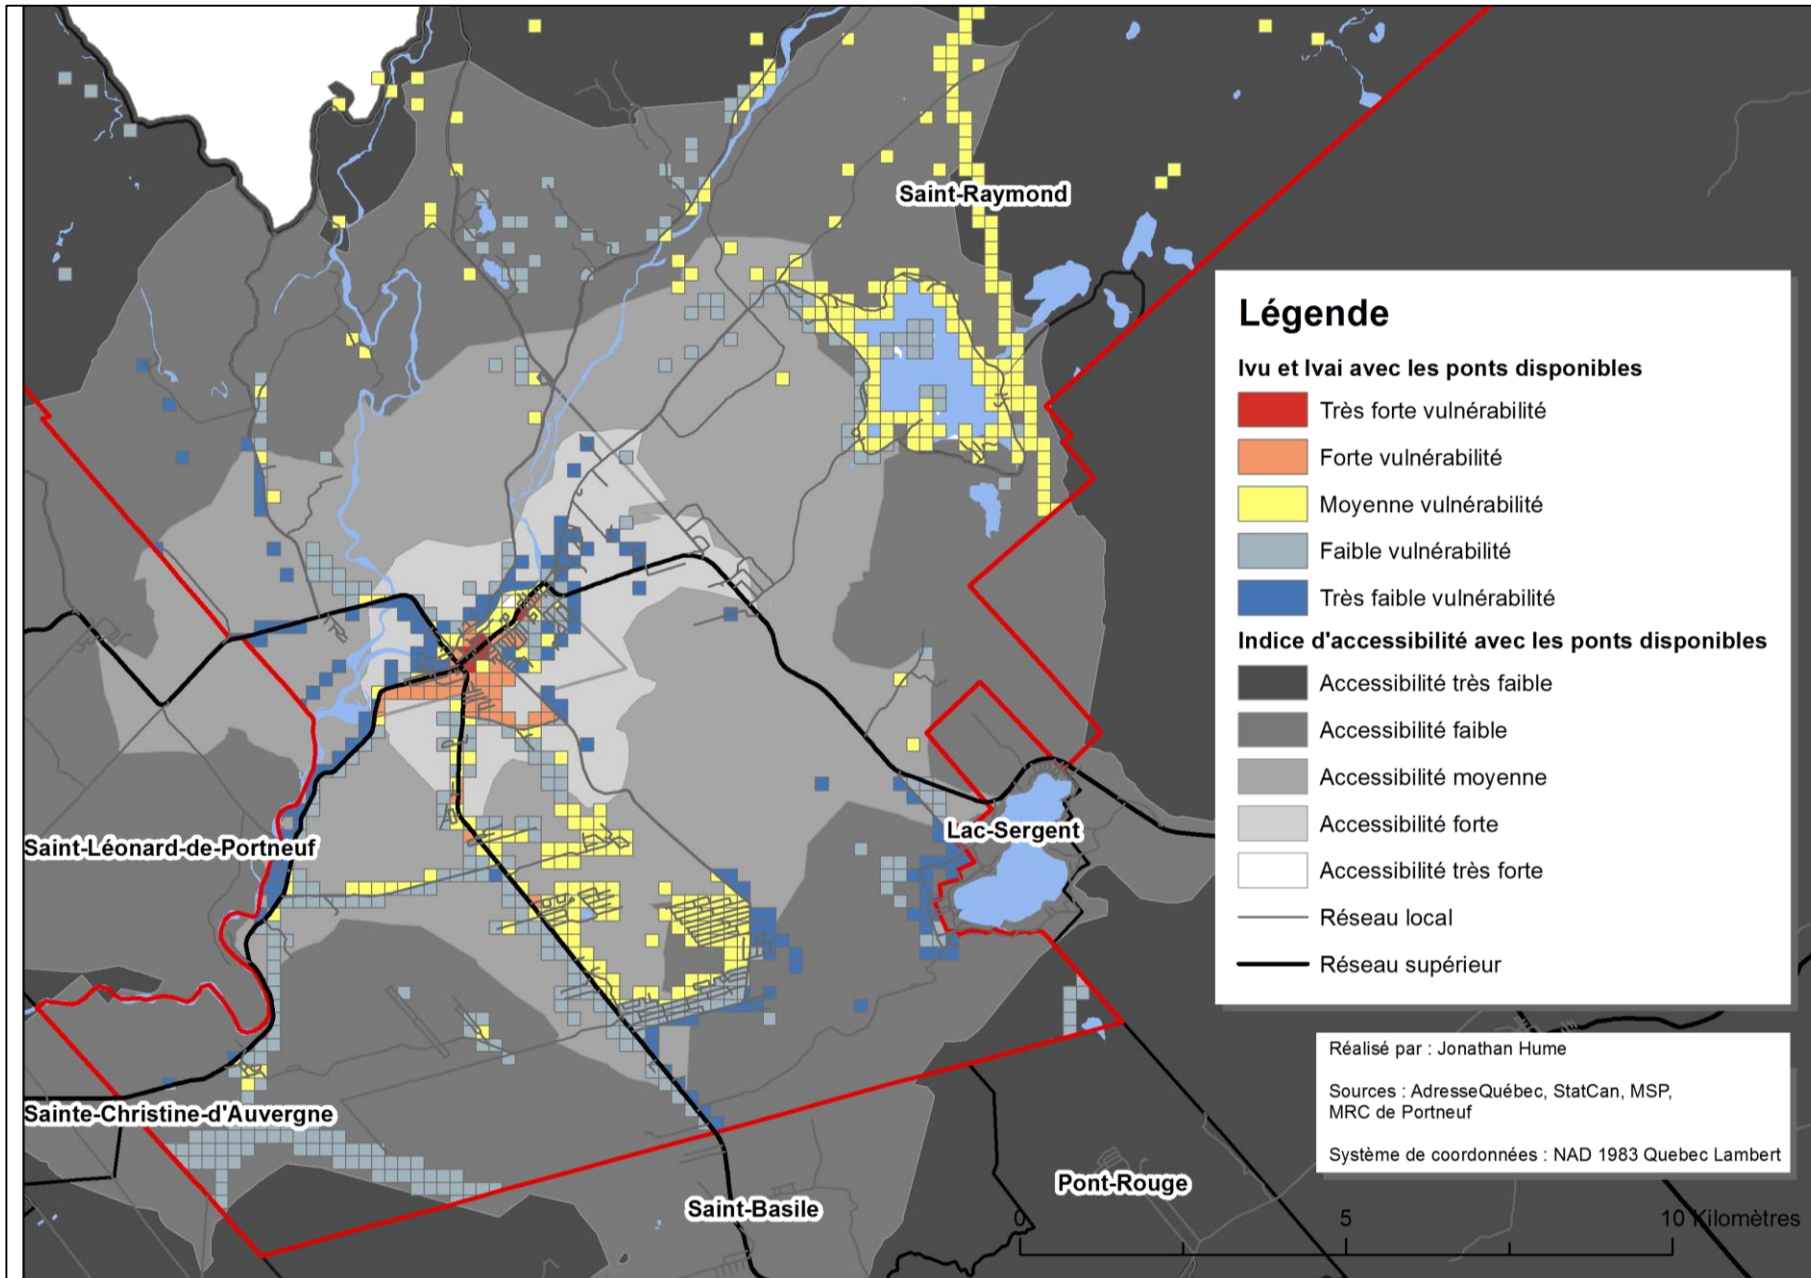 Saint-Raymond
Légende
Ivu et Ivai avec les ponts disponibles
Très forte vulnérabilité
Forte vulnérabilité
Moyenne vulnérabilité
Faible vulnérabilité
Très faible vulnérabilité
Indice d'accessibilité avec les ponts disponibles
Accessibilité très faible
Accessibilité faible
Accessibilité moyenne
Accessibilité forte
Accessibilité très forte
Réseau local
Réseau supérieur
Lac-Sergent
Saint-Léonard-de-Portneuf
Sainte-Christine-d'Auvergne
Réalisé par : Jonathan Hume
Sources : AdresseQuébec, StatCan, MSP,
MRC de Portneuf
Système de coordonnées : NAD 1983 Quebec Lambert
Pont-Rouge
Saint-Basile
0 5 10 Kilomètres